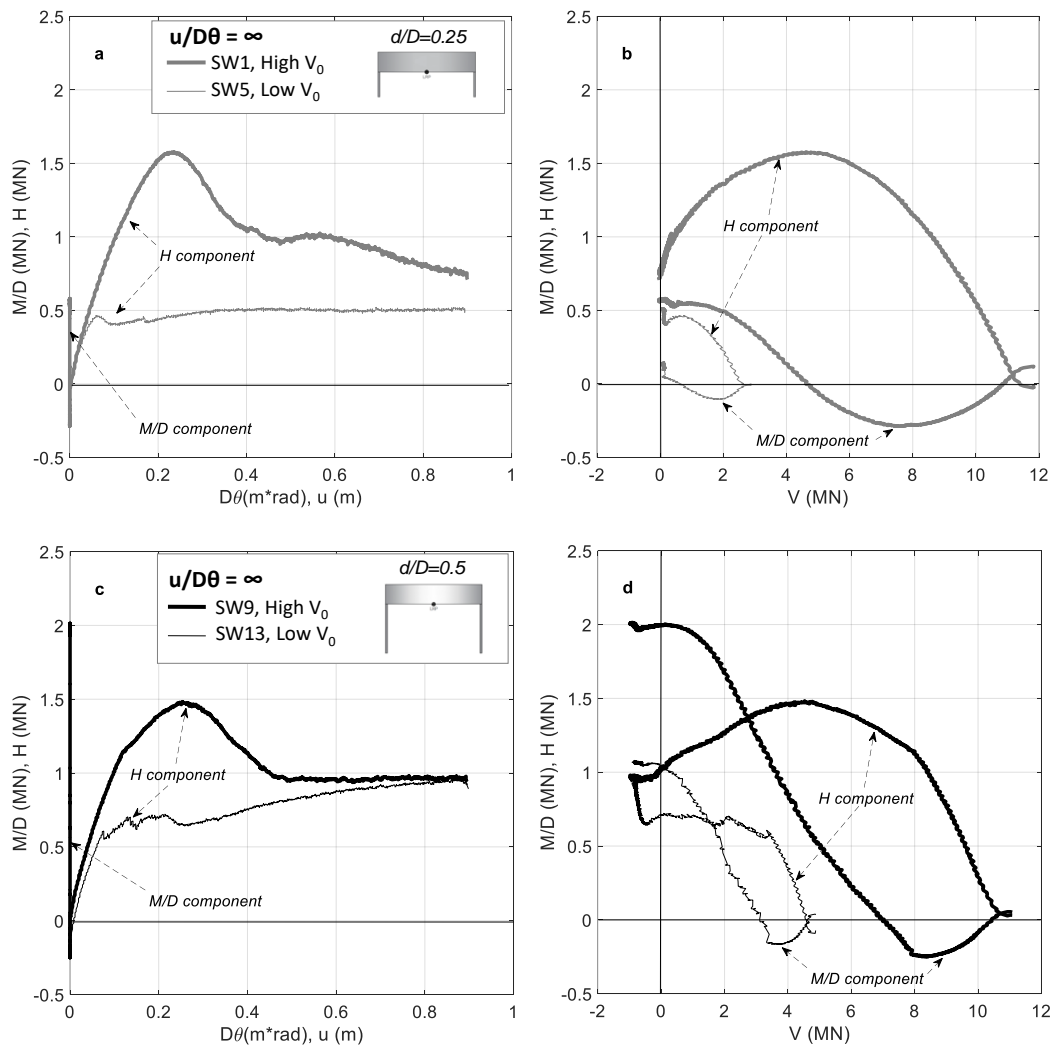 a
u/Dθ = ∞
SW1, High V0
SW5, Low V0
d/D=0.25
H component
M/D component
M/D (MN), H (MN)
2.5
2
1.5
1
0.5
0
-0.5
0 0.2 0.4 0.6 0.8 1
Dθ(m*rad), u (m)
b
H component
M/D component
M/D (MN), H (MN)
2.5
2
1.5
1
0.5
0
-0.5
-2 0 2 4 6 8 10 12
V (MN)
c
u/Dθ = ∞
SW9, High V0
SW13, Low V0
d/D=0.5
H component
M/D component
M/D (MN), H (MN)
2.5
2
1.5
1
0.5
0
-0.5
0 0.2 0.4 0.6 0.8 1
Dθ(m*rad), u (m)
d
H component
M/D component
M/D (MN), H (MN)
2.5
2
1.5
1
0.5
0
-0.5
-2 0 2 4 6 8 10 12
V (MN)